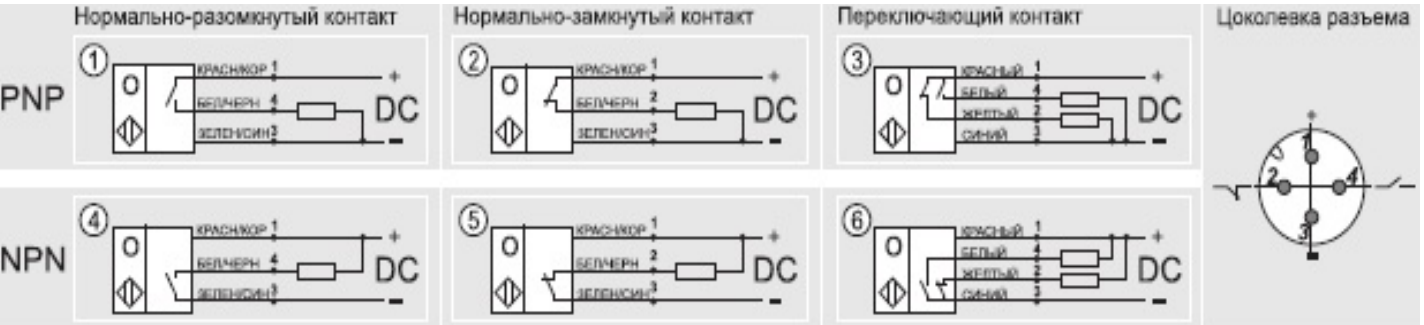 Нормально-разомкнутый контакт
Нормально-замкнутый контакт
Переключающий контакт
Цоколевка разъема
PNP
1
КРАСН/КОР 1
+
БЕЛ/ЧЕРН 4
DC
ЗЕЛЕН/СИН 3
-
2
КРАСН/КОР 1
+
БЕЛ/ЧЕРН 2
DC
ЗЕЛЕН/СИН 3
-
3
КРАСНЫЙ 1
+
БЕЛЫЙ 4
ЖЕЛТЫЙ 2
DC
СИНИЙ 3
-
+
1
2
4
3
-
NPN
4
КРАСН/КОР 1
+
БЕЛ/ЧЕРН 4
DC
ЗЕЛЕН/СИН 3
-
5
КРАСН/КОР 1
+
БЕЛ/ЧЕРН 2
DC
ЗЕЛЕН/СИН 3
-
6
КРАСНЫЙ 1
+
БЕЛЫЙ 4
ЖЕЛТЫЙ 2
DC
СИНИЙ 3
-